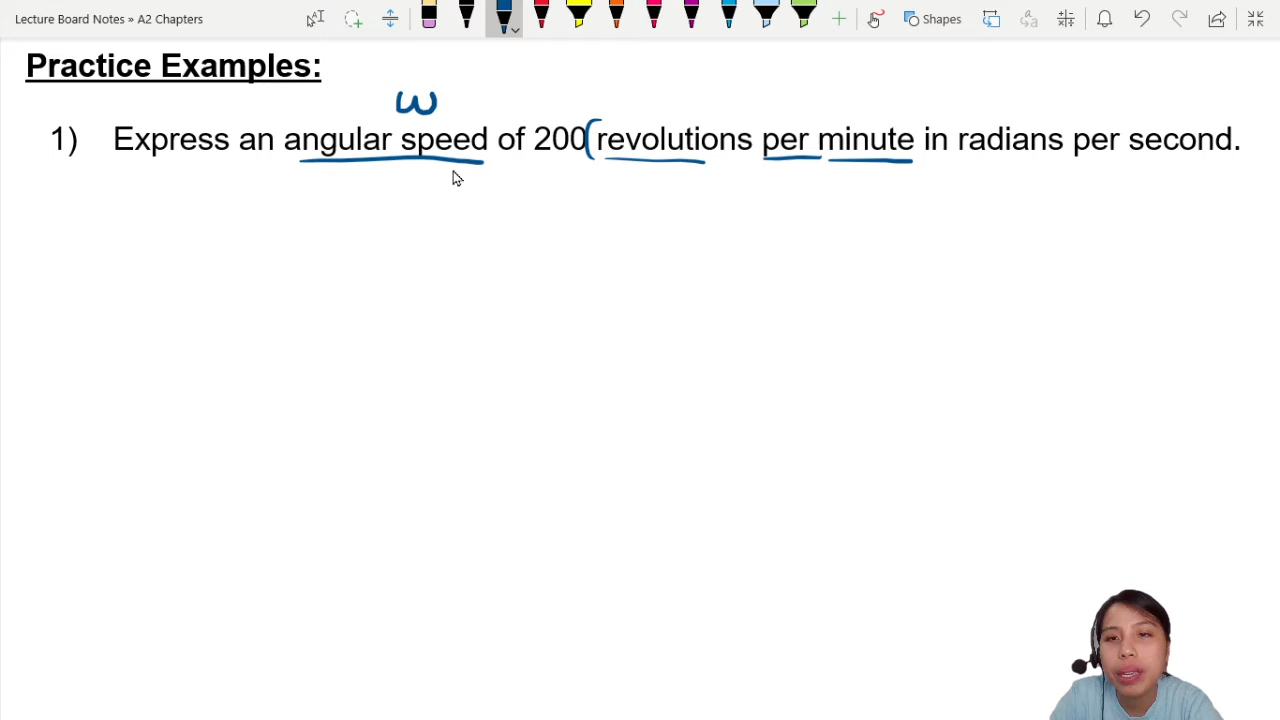 Lecture Board Notes » A2 Chapters
Shapes
Practice Examples:
ω
1) Express an angular speed of 200(revolutions per minute in radians per second.